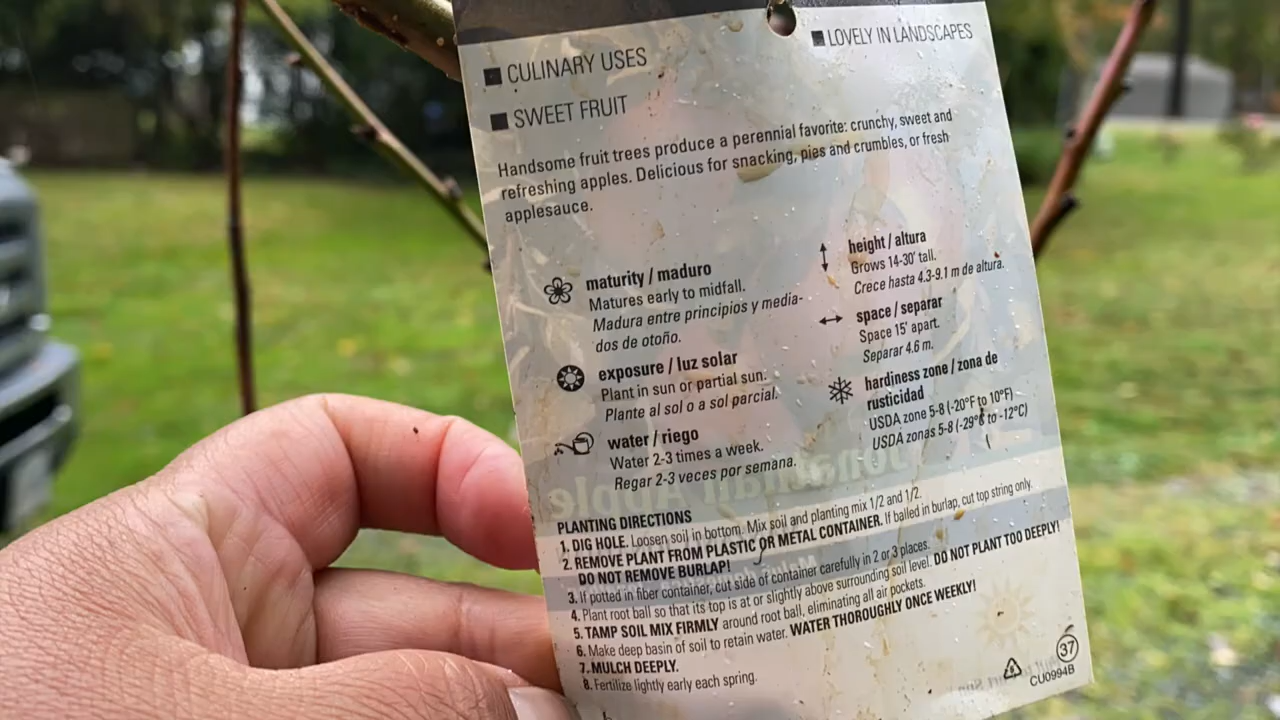 CULINARY USES
LOVELY IN LANDSCAPES
SWEET FRUIT
Handsome fruit trees produce a perennial favorite: crunchy, sweet and
refreshing apples. Delicious for snacking, pies and crumbles, or fresh
applesauce.
maturity / maduro
Matures early to midfall.
Madura entre principios y media-
dos de otoño.
exposure / luz solar
Plant in sun or partial sun.
Plante al sol o a sol parcial.
water / riego
Water 2-3 times a week.
Regar 2-3 veces por semana.
height / altura
Grows 14-30' tall.
Crece hasta 4.3-9.1 m de altura.
space / separar
Space 15' apart.
Separar 4.6 m.
hardiness zone / zona de
rusticidad
USDA zone 5-8 (-20°F to 10°F)
USDA zonas 5-8 (-29°C to -12°C)
Jonathan Apple
PLANTING DIRECTIONS
1. DIG HOLE. Loosen soil in bottom. Mix soil and planting mix 1/2 and 1/2.
2. REMOVE PLANT FROM PLASTIC OR METAL CONTAINER. If balled in burlap, cut top string only.
DO NOT REMOVE BURLAP!
3. If potted in fiber container, cut side of container carefully in 2 or 3 places.
4. Plant root ball so that its top is at or slightly above surrounding soil level. DO NOT PLANT TOO DEEPLY!
5. TAMP SOIL MIX FIRMLY around root ball, eliminating all air pockets.
6. Make deep basin of soil to retain water. WATER THOROUGHLY ONCE WEEKLY!
7. MULCH DEEPLY.
8. Fertilize lightly early each spring.
37
CU0994B